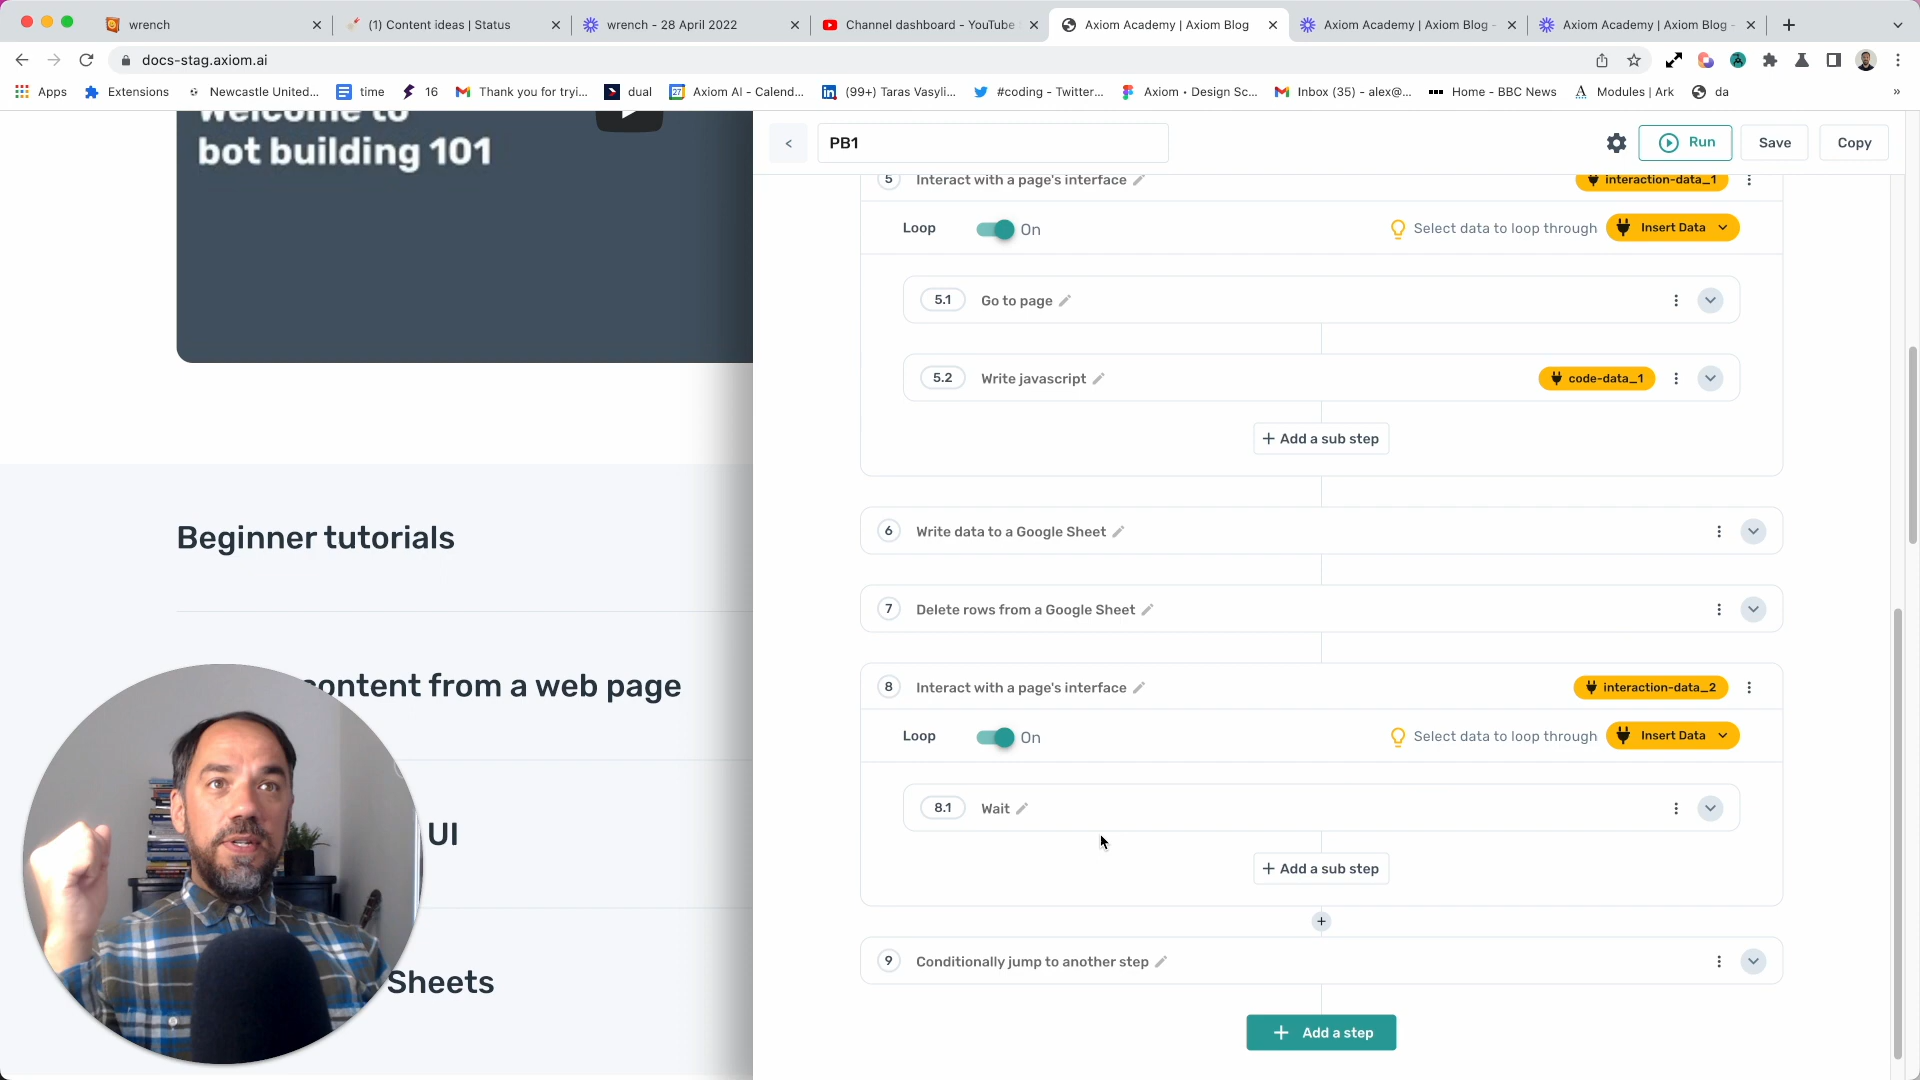 wrench
(1) Content ideas | Status
wrench - 28 April 2022
Channel dashboard - YouTube
Axiom Academy | Axiom Blog
Axiom Academy | Axiom Blog -
Axiom Academy | Axiom Blog -
docs-stag.axiom.ai
Apps
Extensions
Newcastle United...
time
16
Thank you for tryi...
dual
Axiom AI - Calend...
(99+) Taras Vasyli...
#coding - Twitter...
Axiom • Design Sc...
Inbox (35) - alex@...
Home - BBC News
Modules | Ark
da
»
Welcome to
bot building 101
<
PB1
Run
Save
Copy
5
Interact with a page's interface
interaction-data_1
Loop
On
Select data to loop through
Insert Data
5.1
Go to page
5.2
Write javascript
code-data_1
+ Add a sub step
6
Write data to a Google Sheet
7
Delete rows from a Google Sheet
8
Interact with a page's interface
interaction-data_2
Loop
On
Select data to loop through
Insert Data
8.1
Wait
+ Add a sub step
+
9
Conditionally jump to another step
+ Add a step
Beginner tutorials
content from a web page
UI
Sheets